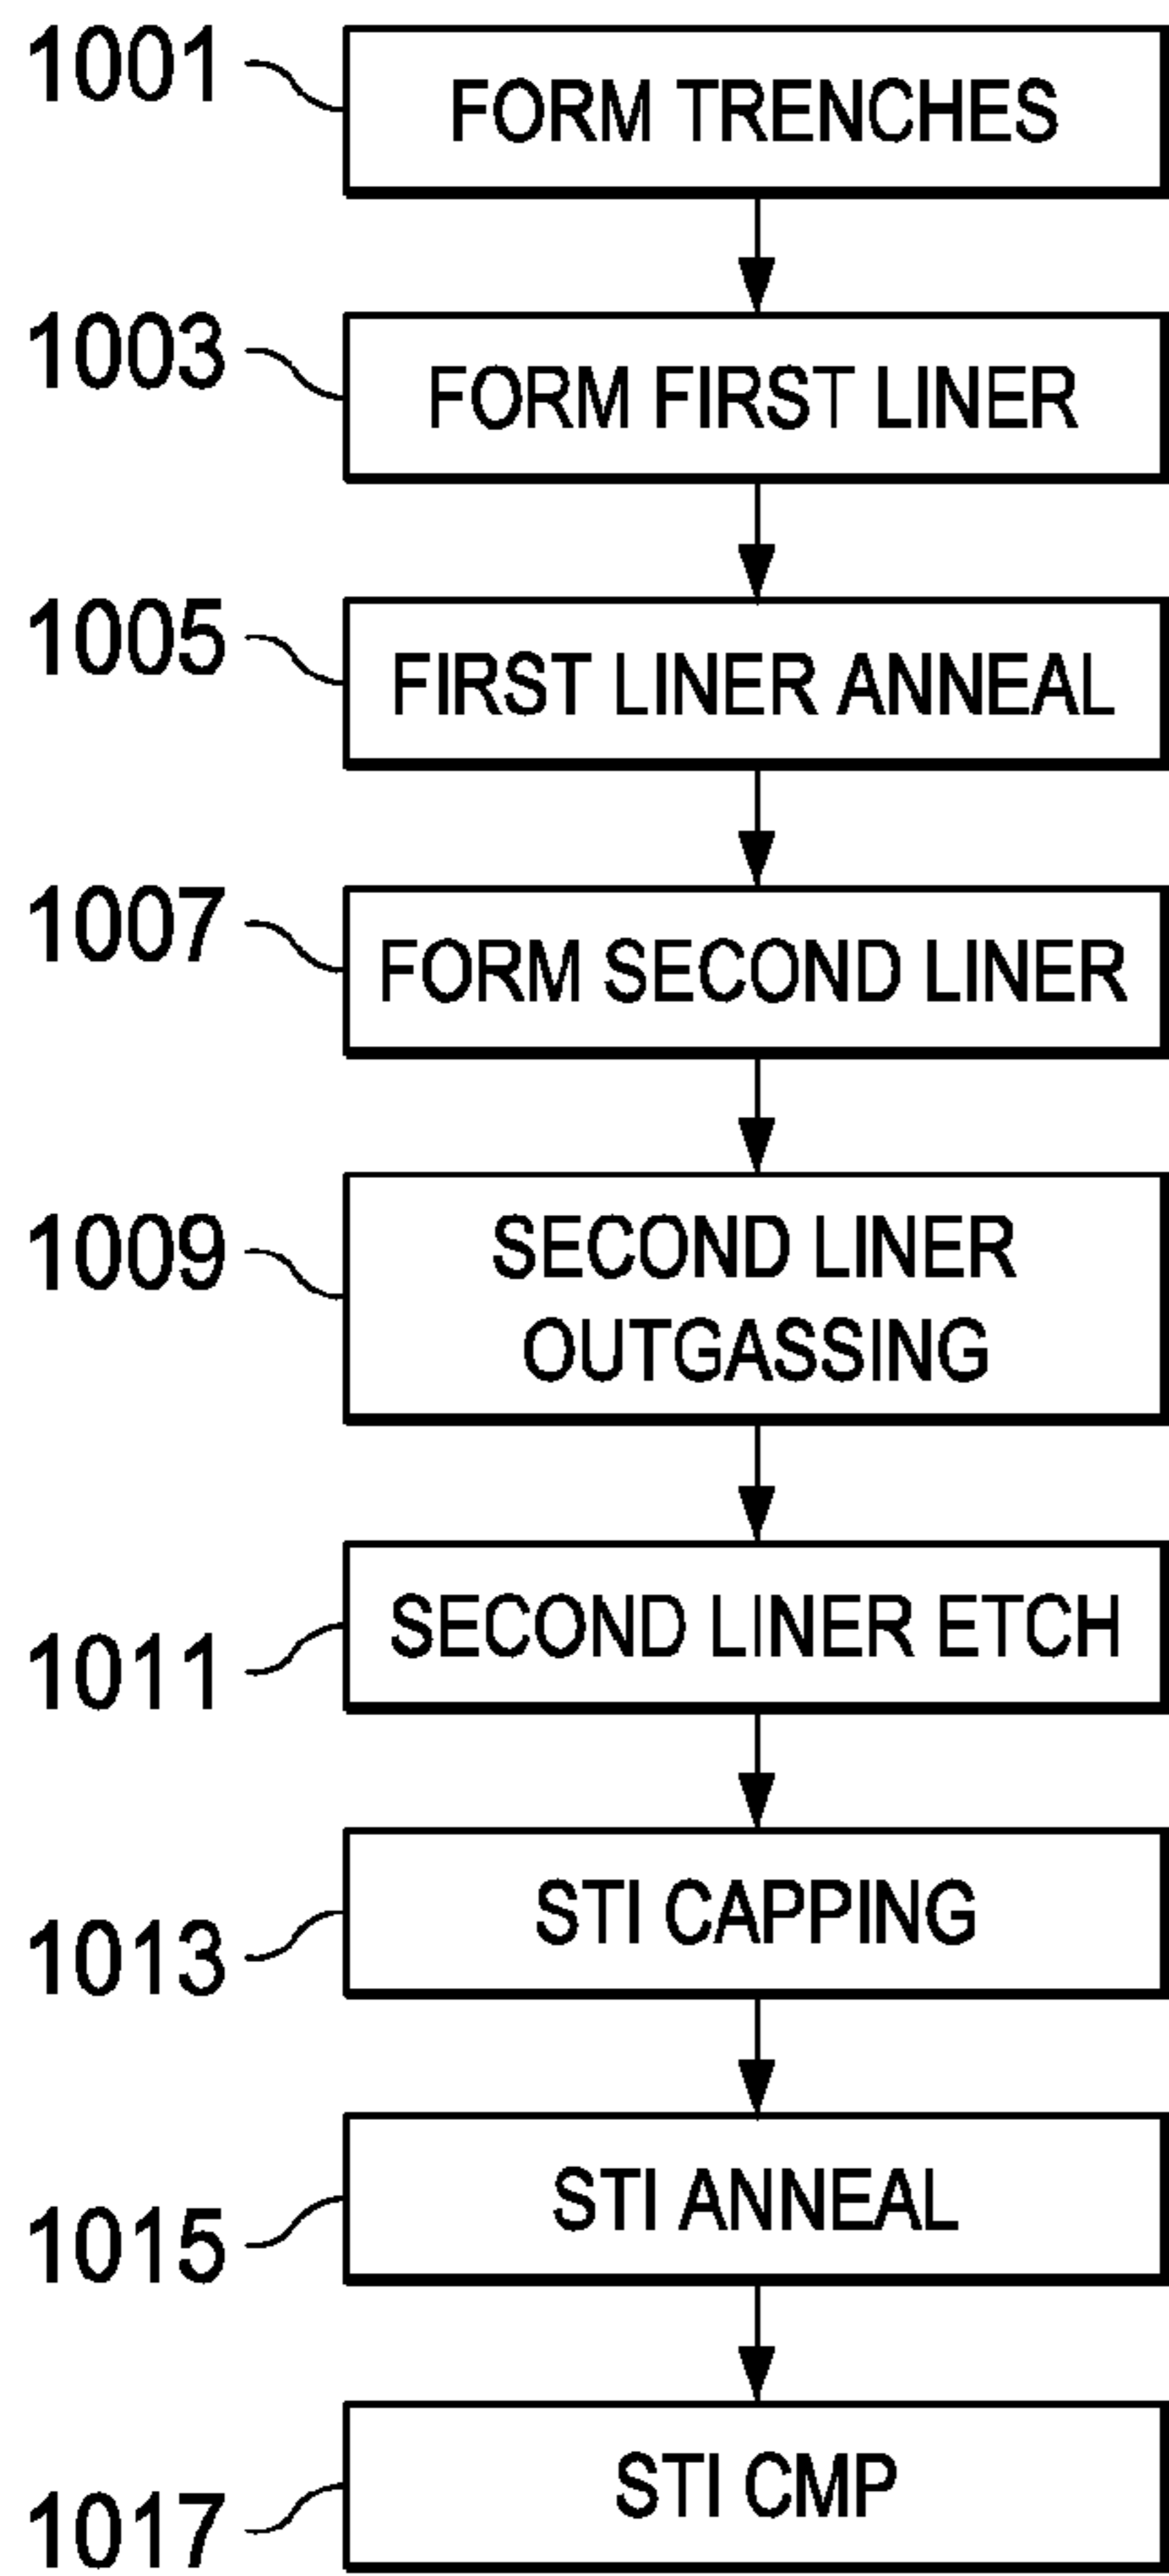 1001
FORM TRENCHES
1003
FORM FIRST LINER
1005
FIRST LINER ANNEAL
1007
FORM SECOND LINER
1009
SECOND LINER
OUTGASSING
1011
SECOND LINER ETCH
1013
STI CAPPING
1015
STI ANNEAL
1017
STI CMP